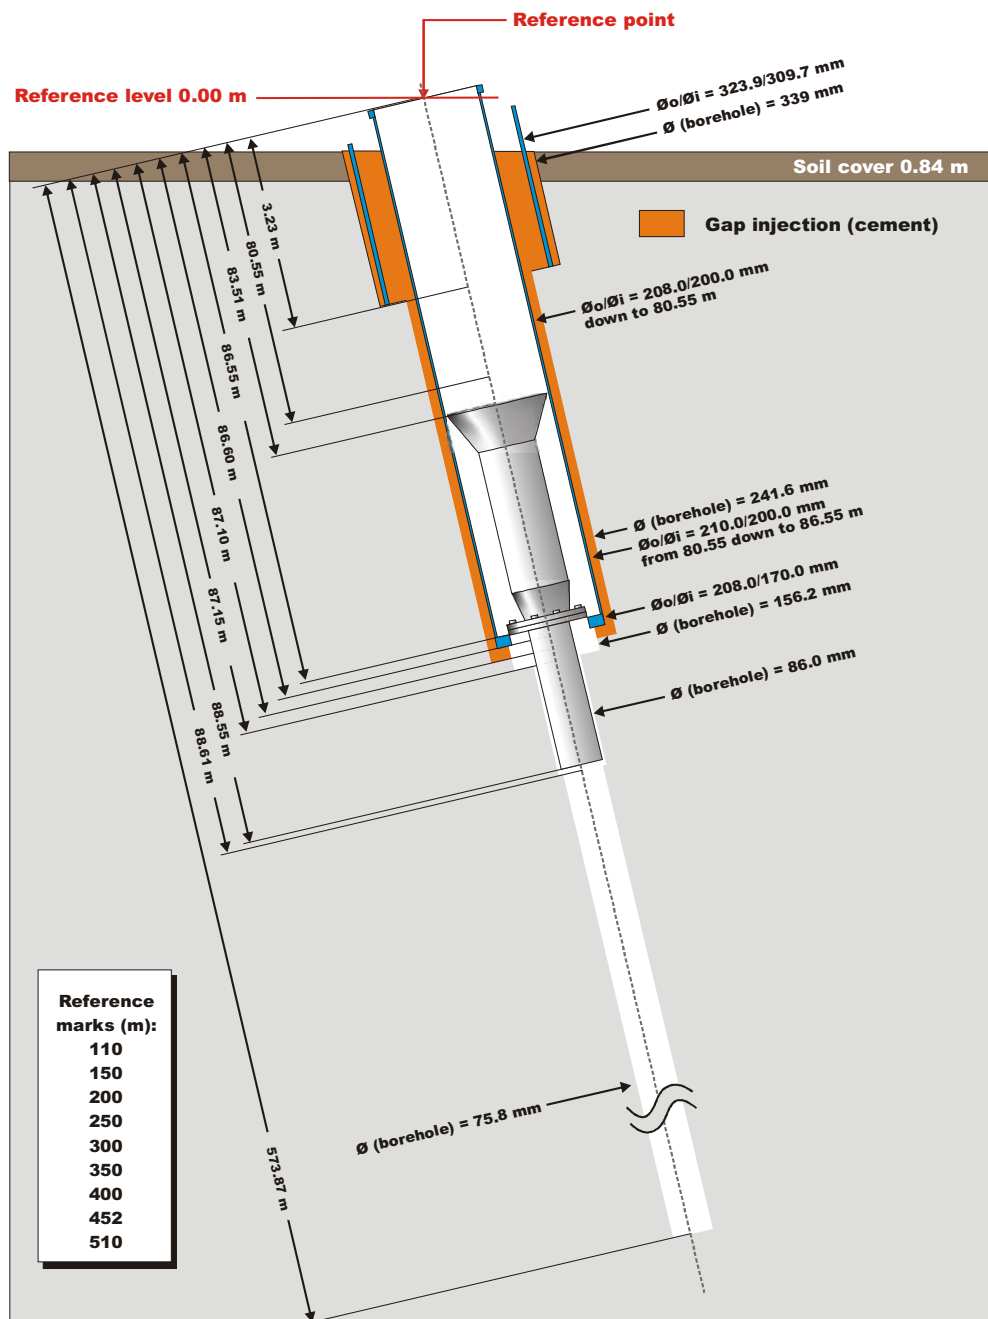 Reference point
Reference level 0.00 m
Øo/Øi = 323.9/309.7 mm
Ø (borehole) = 339 mm
Soil cover 0.84 m
Gap injection (cement)
3.23 m
80.55 m
83.51 m
86.55 m
86.60 m
87.10 m
87.15 m
88.55 m
88.61 m
573.87 m
Øo/Øi = 208.0/200.0 mm
down to 80.55 m
Ø (borehole) = 241.6 mm
Øo/Øi = 210.0/200.0 mm
from 80.55 down to 86.55 m
Øo/Øi = 208.0/170.0 mm
Ø (borehole) = 156.2 mm
Ø (borehole) = 86.0 mm
Ø (borehole) = 75.8 mm
Reference
marks (m):
110
150
200
250
300
350
400
452
510